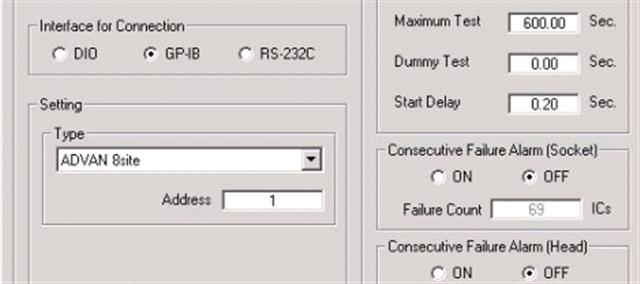 Interface for Connection
DIO
GP-IB
RS-232C
Setting
Type
ADVAN 8site
Address 1
Maximum Test 600.00 Sec.
Dummy Test 0.00 Sec.
Start Delay 0.20 Sec.
Consecutive Failure Alarm (Socket)
ON OFF
Failure Count 69 ICs
Consecutive Failure Alarm (Head)
ON OFF